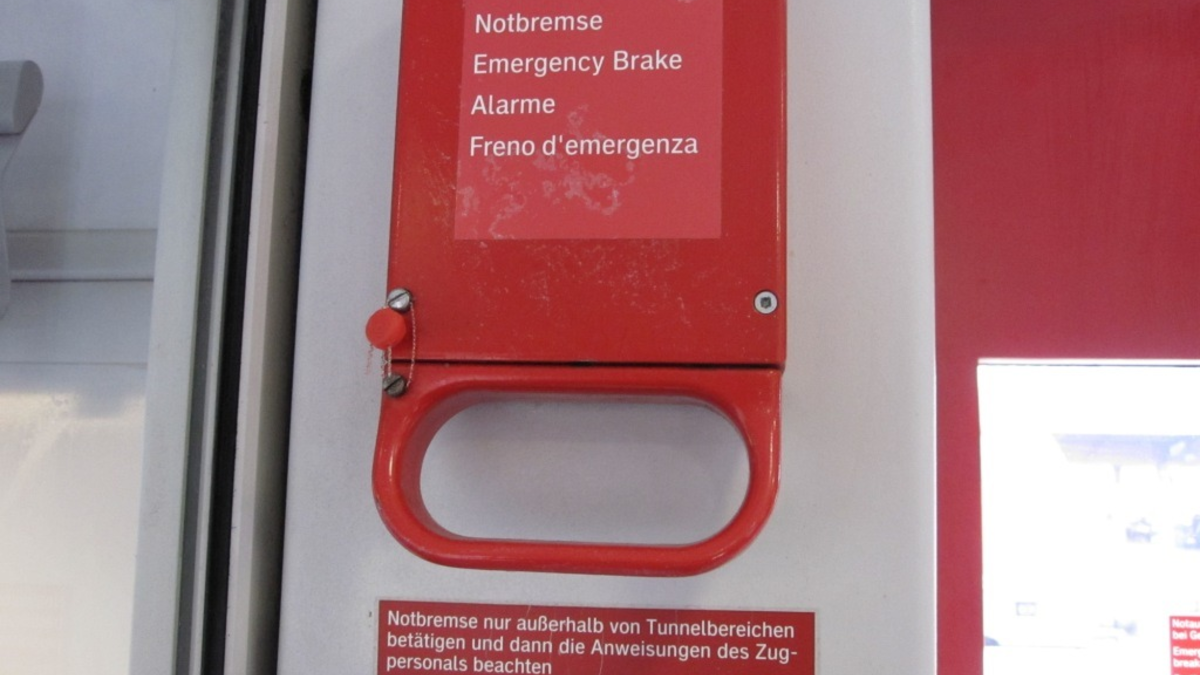 Notbremse
Emergency Brake
Alarme
Freno d'emergenza
Notbremse nur außerhalb von Tunnelbereichen
betätigen und dann die Anweisungen des Zug-
personals beachten
bei